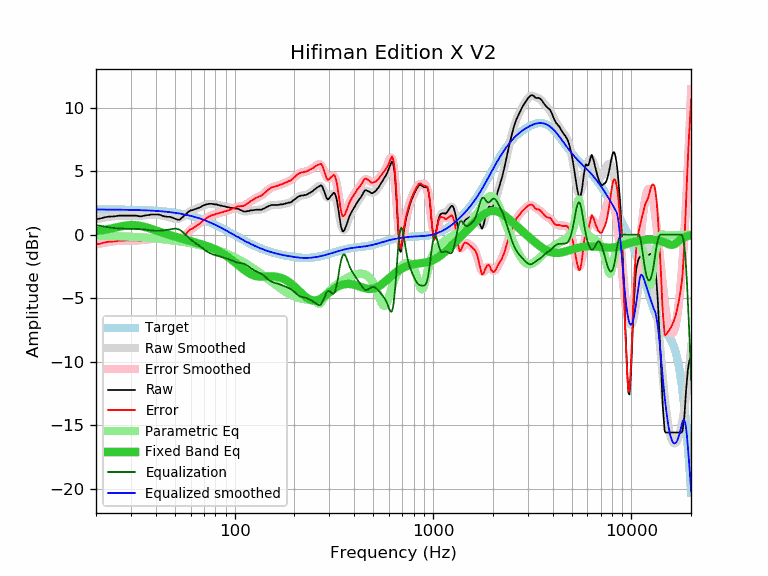 Hifiman Edition X V2
Amplitude (dBr)
10
5
0
−5
−10
−15
−20
Target
Raw Smoothed
Error Smoothed
Raw
Error
Parametric Eq
Fixed Band Eq
Equalization
Equalized smoothed
100
1000
10000
Frequency (Hz)